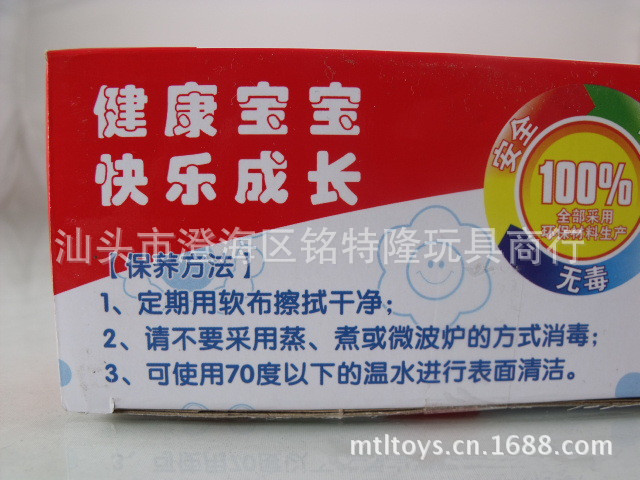 健康宝宝
快乐成长
安全
100%
全部采用
环保材料生产
无毒
汕头市澄海区铭特隆玩具商行
【保养方法】
1、定期用软布擦拭干净；
2、请不要采用蒸、煮或微波炉的方式消毒；
3、可使用70度以下的温水进行表面清洁。
mtltoys.cn.1688.com